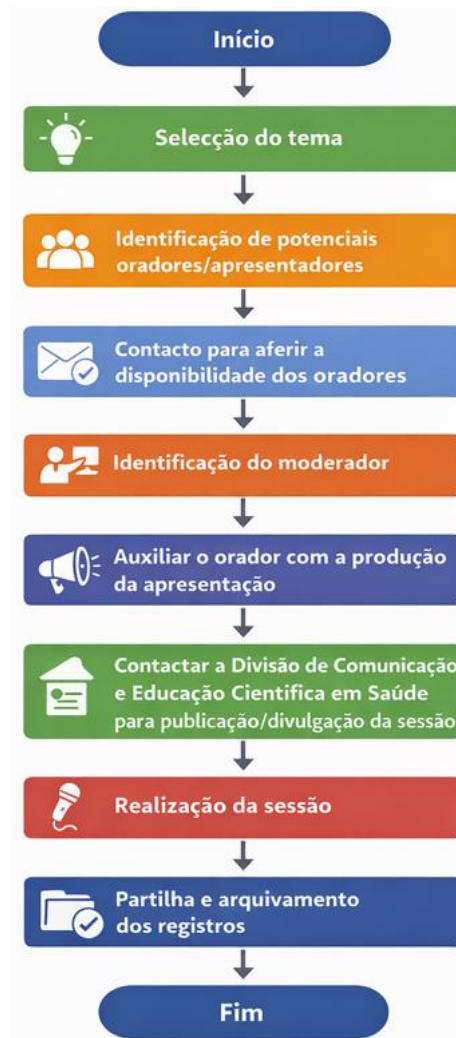 Início
Selecção do tema
Identificação de potenciais
oradores/apresentadores
Contacto para aferir a
disponibilidade dos oradores
Identificação do moderador
Auxiliar o orador com a produção
da apresentação
Contactar a Divisão de Comunicação
e Educação Científica em Saúde
para publicação/divulgação da sessão
Realização da sessão
Partilha e arquivamento
dos registros
Fim